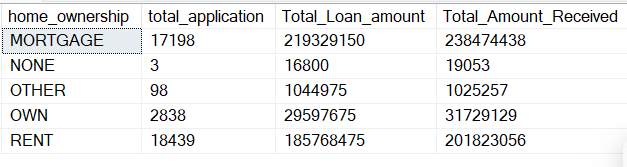 home_ownership total_application Total_Loan_amount Total_Amount_Received
MORTGAGE 17198 219329150 238474438
NONE 3 16800 19053
OTHER 98 1044975 1025257
OWN 2838 29597675 31729129
RENT 18439 185768475 201823056